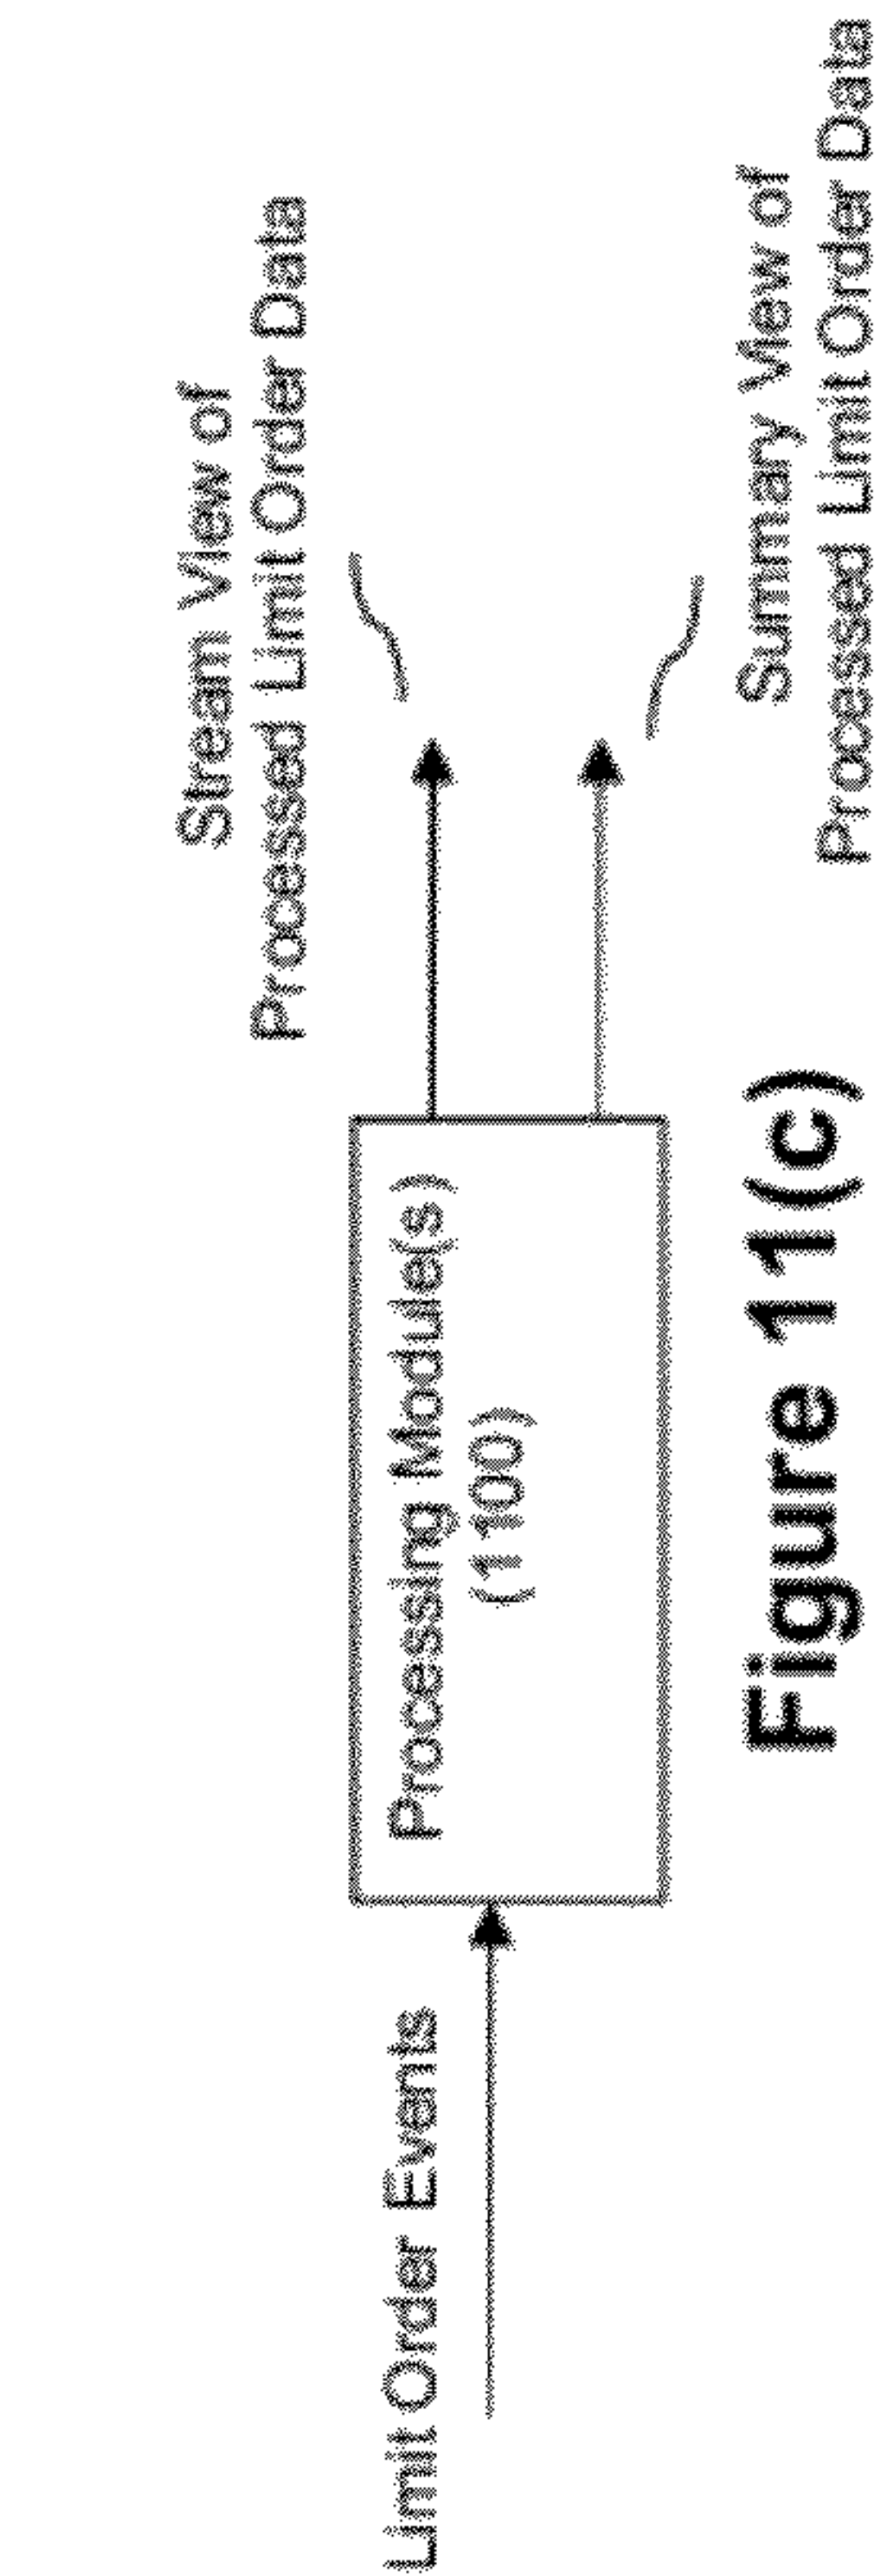 Limit Order Events
Processing Module(s)
(1100)
Stream View of
Processed Limit Order Data
Summary View of
Processed Limit Order Data
Figure 11(c)